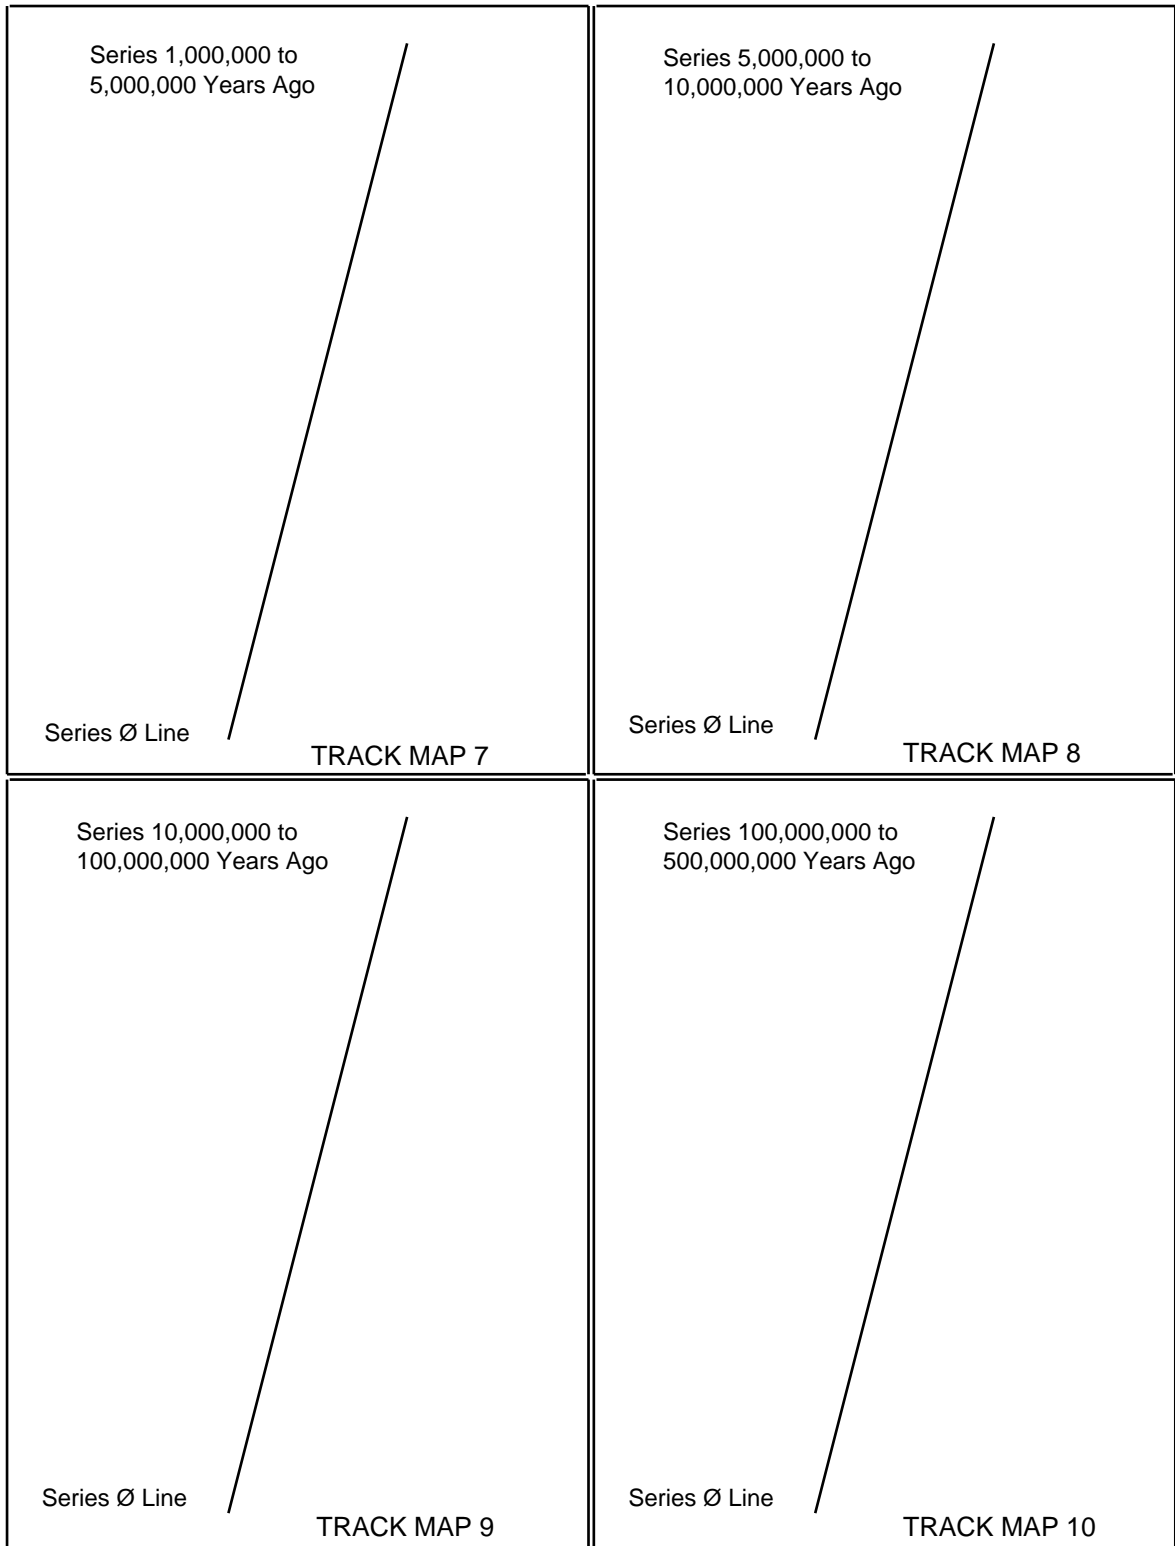 Series 1,000,000 to
5,000,000 Years Ago
Series Ø Line
TRACK MAP 7
Series 5,000,000 to
10,000,000 Years Ago
Series Ø Line
TRACK MAP 8
Series 10,000,000 to
100,000,000 Years Ago
Series Ø Line
TRACK MAP 9
Series 100,000,000 to
500,000,000 Years Ago
Series Ø Line
TRACK MAP 10